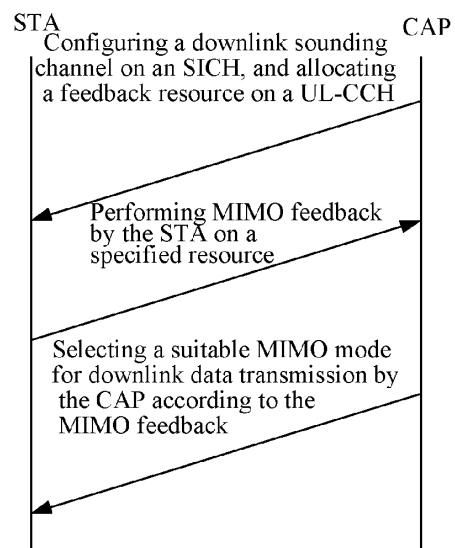 STA
CAP
Configuring a downlink sounding
channel on an SICH, and allocating
a feedback resource on a UL-CCH
Performing MIMO feedback
by the STA on a
specified resource
Selecting a suitable MIMO mode
for downlink data transmission by
the CAP according to the
MIMO feedback